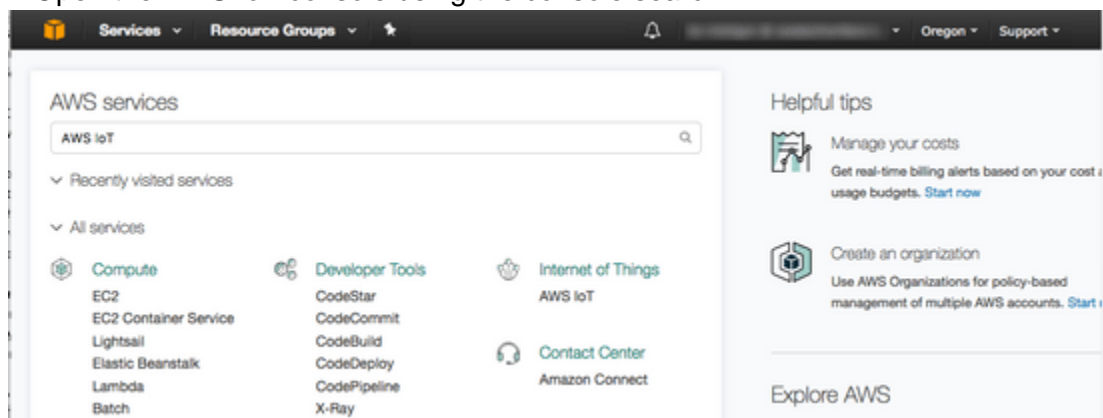 Services
Resource Groups
Oregon
Support
AWS services
AWS IoT
Recently visited services
All services
Compute
EC2
EC2 Container Service
Lightsail
Elastic Beanstalk
Lambda
Batch
Developer Tools
CodeStar
CodeCommit
CodeBuild
CodeDeploy
CodePipeline
X-Ray
Internet of Things
AWS IoT
Contact Center
Amazon Connect
Helpful tips
Manage your costs
Get real-time billing alerts based on your cost
usage budgets. Start now
Create an organization
Use AWS Organizations for policy-based
management of multiple AWS accounts. Start
Explore AWS